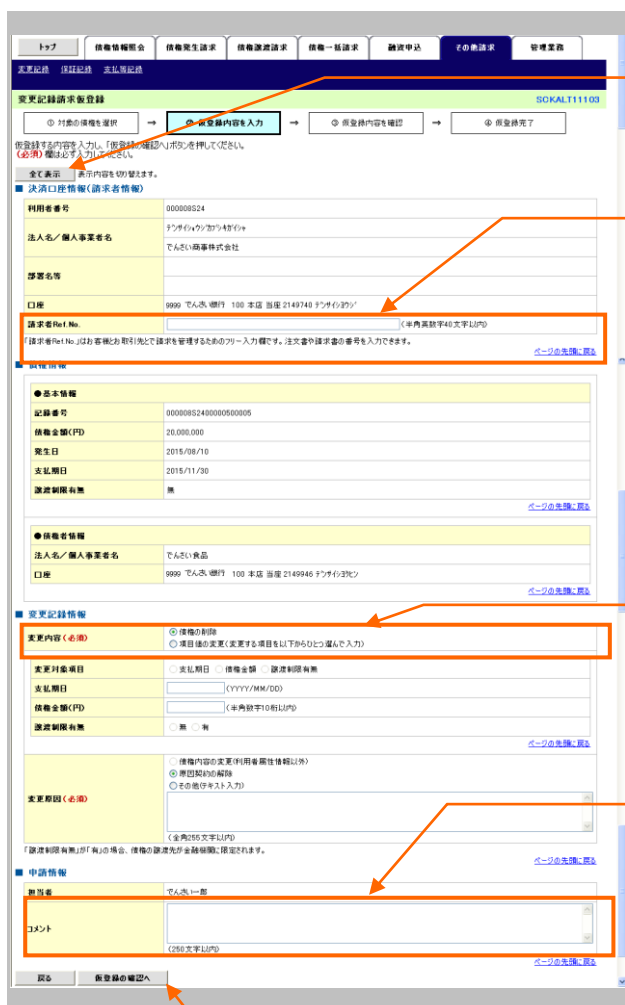 トップ 債権情報照会 債権発生請求 債権譲渡請求 債権一括請求 融資申込 その他請求 管理業務
変更記録 保証記録 支払等記録
変更記録請求仮登録 SCKALT11103
① 対象の債権を選択 → ② 仮登録内容を入力 → ③ 仮登録内容を確認 → ④ 仮登録完了
仮登録する内容を入力し、「仮登録の確認へ」ボタンを押してください。
(必須)欄は必ず入力してください。
全て表示 表示内容を切り替えます。
■ 決済口座情報(請求者情報)
利用者番号 000008S24
法人名/個人事業者名
でんさい商事株式会社
部署名等
口座 9999 でんさい銀行 100 本店 当座 2149740
請求者Ref.No. (半角英数字40文字以内)
「請求者Ref.No.」はお客様とお取引先とで請求を管理するためのフリー入力欄です。注文書や請求書の番号を入力できます。
ページの先頭に戻る
■ 債権情報
●基本情報
記録番号 000008S2400000500005
債権金額(円) 20,000,000
発生日 2015/08/10
支払期日 2015/11/30
譲渡制限有無 無
ページの先頭に戻る
●債権者情報
法人名/個人事業者名 でんさい食品
口座 9999 でんさい銀行 100 本店 当座 2149946
ページの先頭に戻る
■ 変更記録情報
変更内容(必須) 債権の削除
項目値の変更(変更する項目を以下からひとつ選んで入力)
変更対象項目 支払期日 債権金額 譲渡制限有無
支払期日 (YYYY/MM/DD)
債権金額(円) (半角数字10桁以内)
譲渡制限有無 無 有
ページの先頭に戻る
債権内容の変更(利用者属性情報以外)
変更原因(必須) 原因契約の解除
その他(テキスト入力)
(全角255文字以内)
「譲渡制限有無」が「有」の場合、債権の譲渡先が金融機関に限定されます。
ページの先頭に戻る
■ 申請情報
担当者 でんさい一郎
コメント
(250文字以内)
ページの先頭に戻る
戻る 仮登録の確認へ